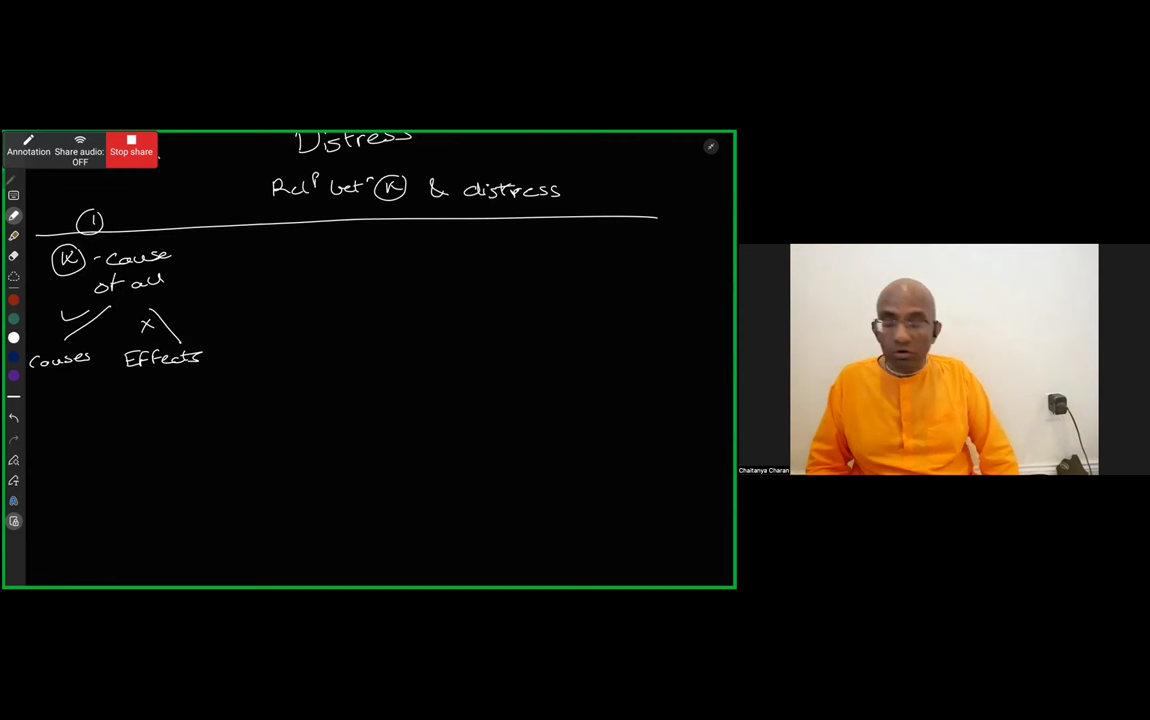 Annotation
Share audio:
OFF
Stop share
Distress
Relⁿ betⁿ K & distress
1
K - cause
of all
✓ x
Causes Effects
Chaitanya Charan